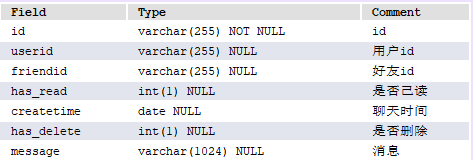 Field Type Comment
id varchar(255) NOT NULL id
userid varchar(255) NULL 用户id
friendid varchar(255) NULL 好友id
has_read int(1) NULL 是否已读
createtime date NULL 聊天时间
has_delete int(1) NULL 是否删除
message varchar(1024) NULL 消息